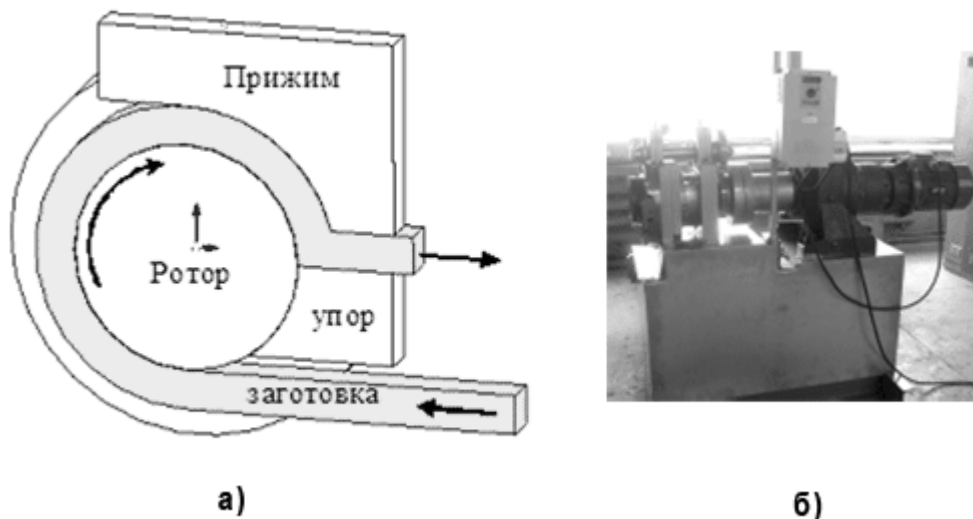 Прижим
Ротор
упор
заготовка
а)
б)